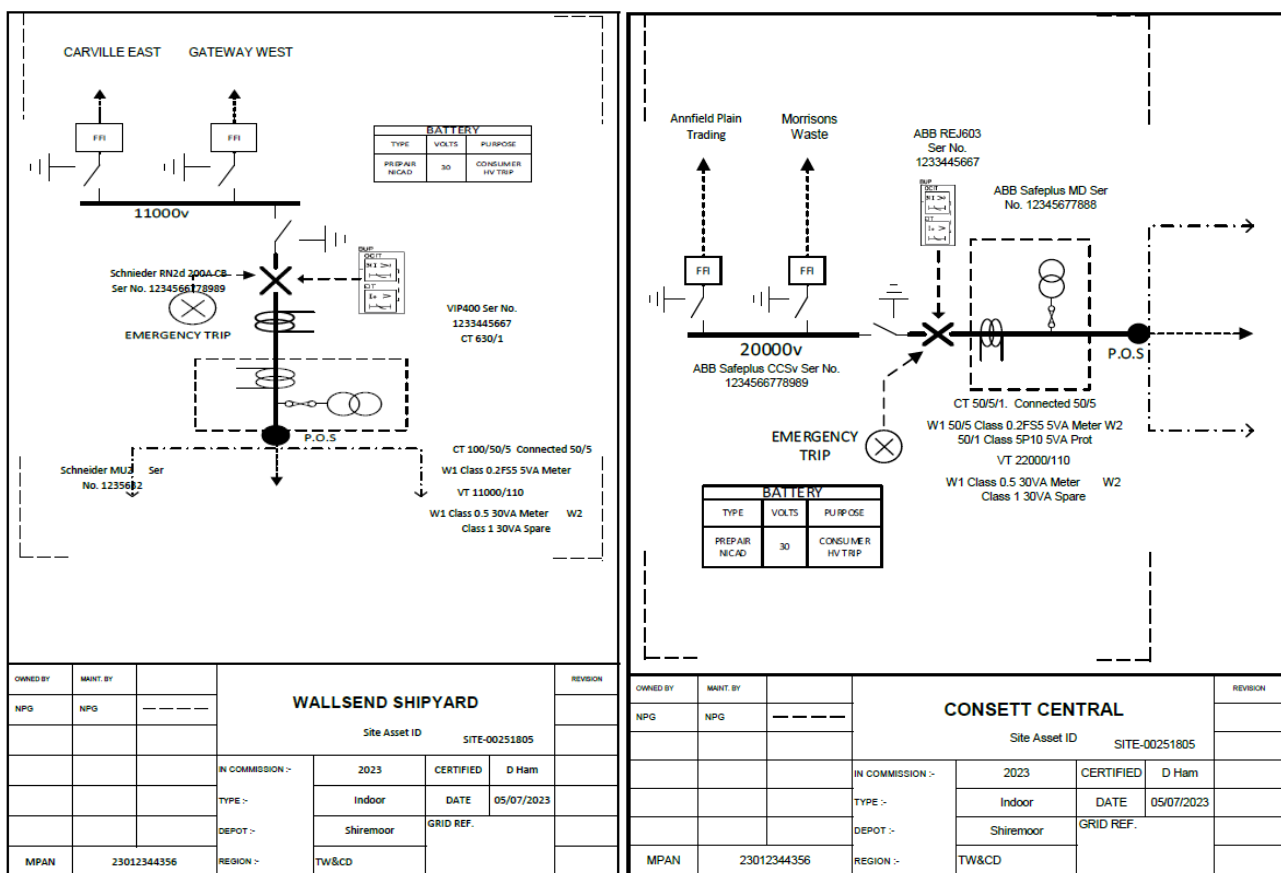 CARVILLE EAST
GATEWAY WEST
FFI
FFI
BATTERY
TYPE VOLTS PURPOSE
PREPAIR NICAD 30 CONSUMER HV TRIP
11000v
BUP
OCIT
Schnieder RN2d 200A CB
Ser No. 1234566778989
EMERGENCY TRIP
VIP400 Ser No.
1233445667
CT 630/1
P.O.S
Schneider MU2 Ser
No. 1235632
CT 100/50/5 Connected 50/5
W1 Class 0.2FS5 5VA Meter
VT 11000/110
W1 Class 0.5 30VA Meter W2
Class 1 30VA Spare
OWNED BY MAINT. BY REVISION
NPG NPG
WALLSEND SHIPYARD
Site Asset ID SITE-00251805
IN COMMISSION :- 2023 CERTIFIED D Ham
TYPE :- Indoor DATE 05/07/2023
DEPOT :- Shiremoor GRID REF.
MPAN 23012344356 REGION :- TW&CD
Annfield Plain
Trading
Morrisons
Waste
ABB REJ603
Ser No.
1233445667
BUP
OCIT
ABB Safeplus MD Ser
No. 12345677888
FFI
FFI
20000v
ABB Safeplus CCSv Ser No.
1234566778989
P.O.S
EMERGENCY
TRIP
CT 50/5/1. Connected 50/5
W1 50/5 Class 0.2FS5 5VA Meter W2
50/1 Class 5P10 5VA Prot
VT 22000/110
W1 Class 0.5 30VA Meter W2
Class 1 30VA Spare
BATTERY
TYPE VOLTS PURPOSE
PREPAIR NICAD 30 CONSUMER HV TRIP
OWNED BY MAINT. BY REVISION
NPG NPG
CONSETT CENTRAL
Site Asset ID SITE-00251805
IN COMMISSION :- 2023 CERTIFIED D Ham
TYPE :- Indoor DATE 05/07/2023
DEPOT :- Shiremoor GRID REF.
MPAN 23012344356 REGION :- TW&CD